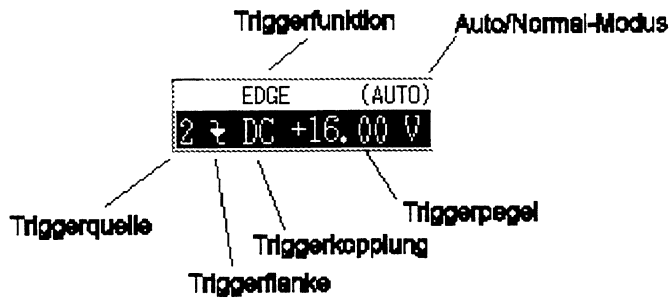 Triggerfunktion
Auto/Normal-Modus
EDGE (AUTO)
2 DC +16.00 V
Triggerquelle
Triggerpegel
Triggerkopplung
Triggerflanke